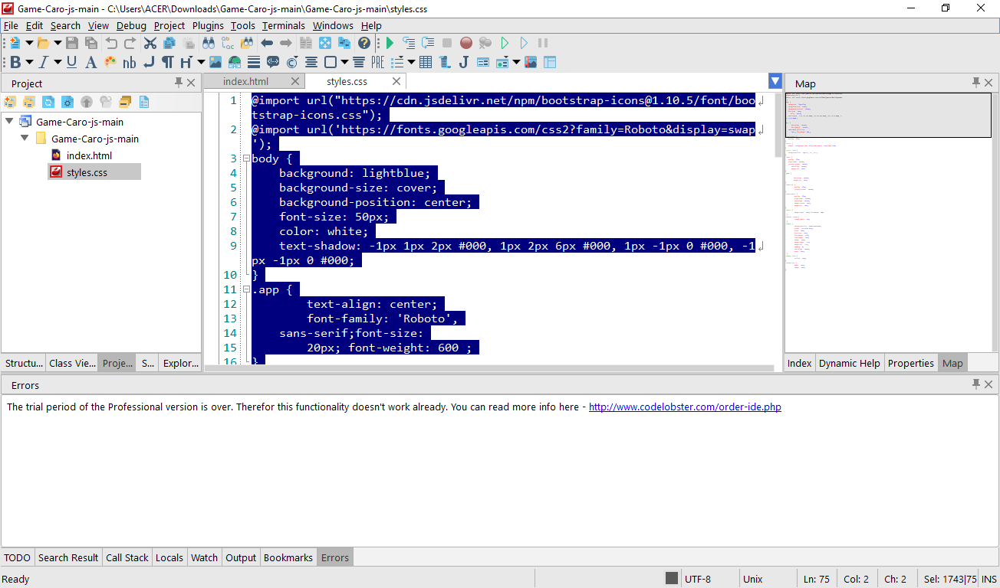 Game-Caro-js-main - C:\Users\ACER\Downloads\Game-Caro-js-main\Game-Caro-js-main\styles.css
File Edit Search View Debug Project Plugins Tools Terminals Windows Help
B I U A nb ¶ H PRE J
Project
index.html styles.css
Map
Game-Caro-js-main
Game-Caro-js-main
index.html
styles.css
1 @import url("https://cdn.jsdelivr.net/npm/bootstrap-icons@1.10.5/font/boo
tstrap-icons.css");
2 @import url('https://fonts.googleapis.com/css2?family=Roboto&display=swap
');
3 body {
4 background: lightblue;
5 background-size: cover;
6 background-position: center;
7 font-size: 50px;
8 color: white;
9 text-shadow: -1px 1px 2px #000, 1px 2px 6px #000, 1px -1px 0 #000, -1
px -1px 0 #000;
10 }
11 .app {
12 text-align: center;
13 font-family: 'Roboto',
14 sans-serif;font-size:
15 20px; font-weight: 600 ;
16 }
Structu... Class Vie... Proje... S... Explor...
Index Dynamic Help Properties Map
Errors
The trial period of the Professional version is over. Therefor this functionality doesn't work already. You can read more info here - http://www.codelobster.com/order-ide.php
TODO Search Result Call Stack Locals Watch Output Bookmarks Errors
Ready UTF-8 Unix Ln: 75 Col: 2 Ch: 2 Sel: 1743|75 INS